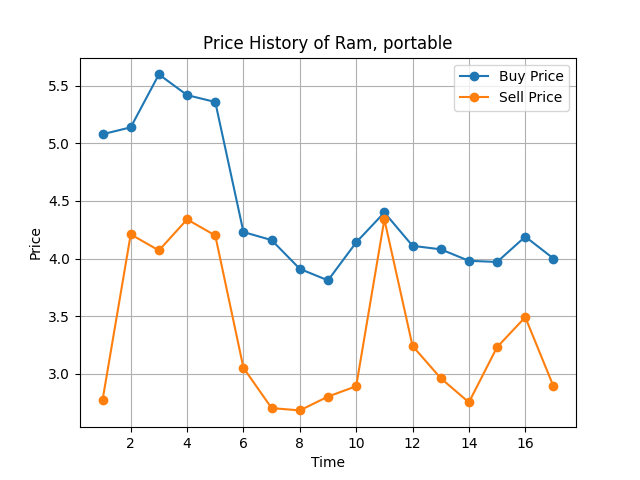 Price History of Ram, portable
Buy Price
Sell Price
5.5
5.0
4.5
4.0
3.5
3.0
Price
2 4 6 8 10 12 14 16
Time